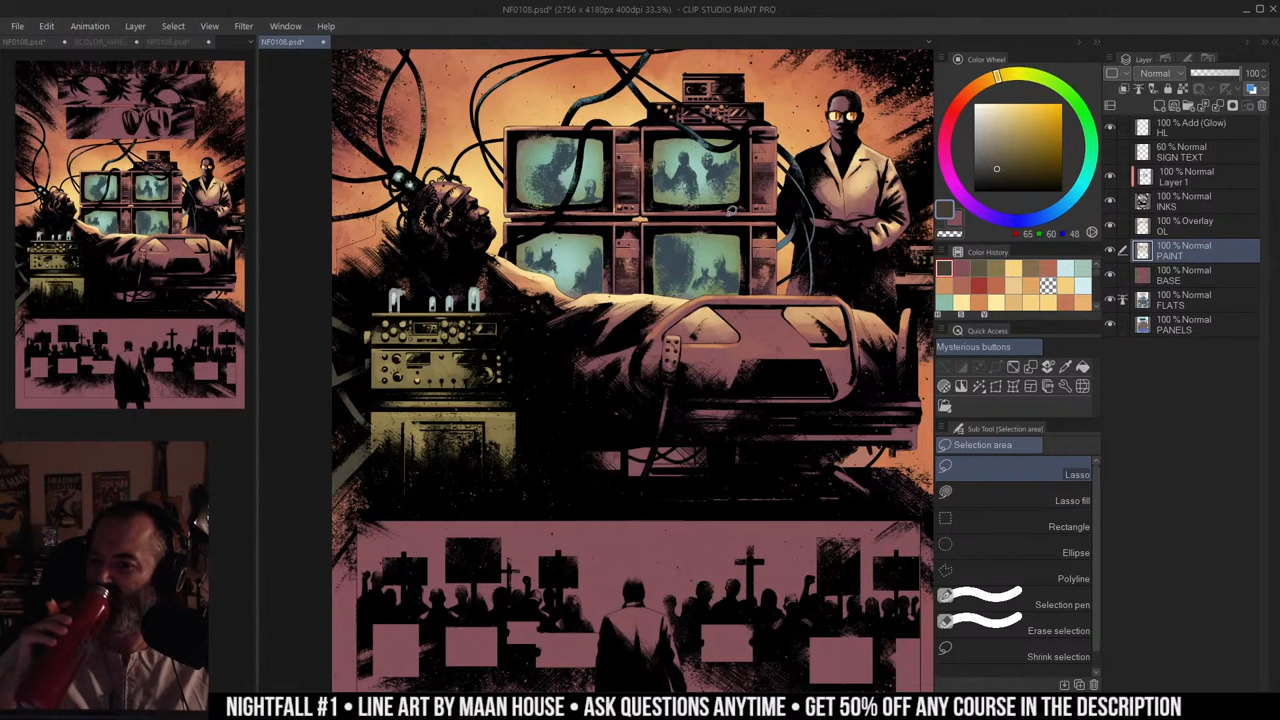 NF0108.psd* (2756 x 4180px 400dpi 33.3%) - CLIP STUDIO PAINT PRO
File Edit Animation Layer Select View Filter Window Help
NF0108.psd* NF0108.psd*
Color Wheel
65 60 48
Color History
H S V
Quick Access
Mysterious buttons
Sub Tool [Selection area]
Selection area
Lasso
Lasso fill
Rectangle
Ellipse
Polyline
Selection pen
Erase selection
Shrink selection
Layer
Normal 100
100 % Add (Glow)
HL
60 % Normal
SIGN TEXT
100 % Normal
Layer 1
100 % Normal
INKS
100 % Overlay
OL
100 % Normal
PAINT
100 % Normal
BASE
100 % Normal
FLATS
100 % Normal
PANELS
NIGHTFALL #1 • LINE ART BY MAAN HOUSE • ASK QUESTIONS ANYTIME • GET 50% OFF ANY COURSE IN THE DESCRIPTION